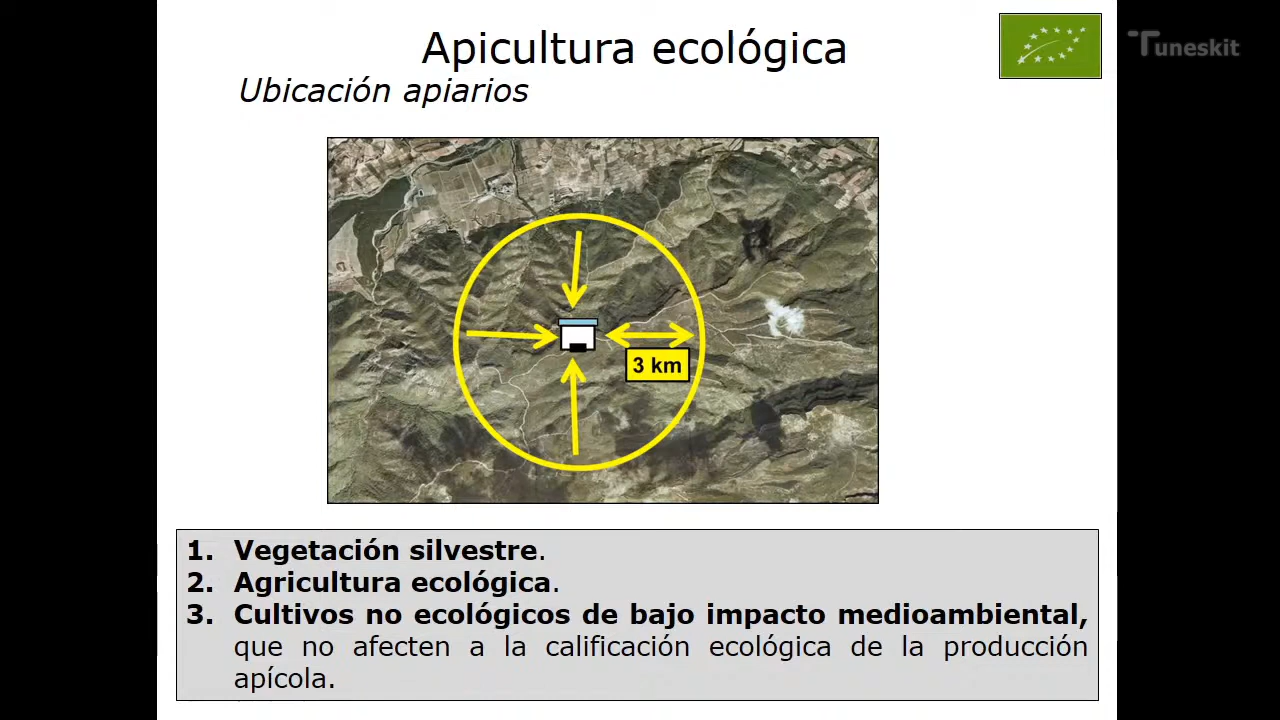 Apicultura ecológica
Tuneskit
Ubicación apiarios
3 km
1. Vegetación silvestre.
2. Agricultura ecológica.
3. Cultivos no ecológicos de bajo impacto medioambiental,
que no afecten a la calificación ecológica de la producción
apícola.